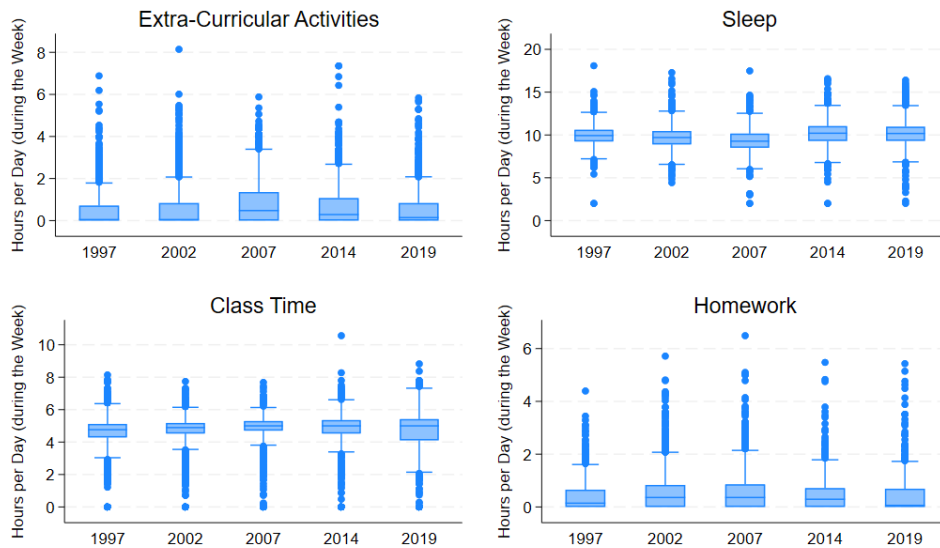 Extra-Curricular Activities
Hours per Day (during the Week)
8
6
4
2
0
1997 2002 2007 2014 2019
Sleep
Hours per Day (during the Week)
20
15
10
5
0
1997 2002 2007 2014 2019
Class Time
Hours per Day (during the Week)
10
8
6
4
2
0
1997 2002 2007 2014 2019
Homework
Hours per Day (during the Week)
6
4
2
0
1997 2002 2007 2014 2019